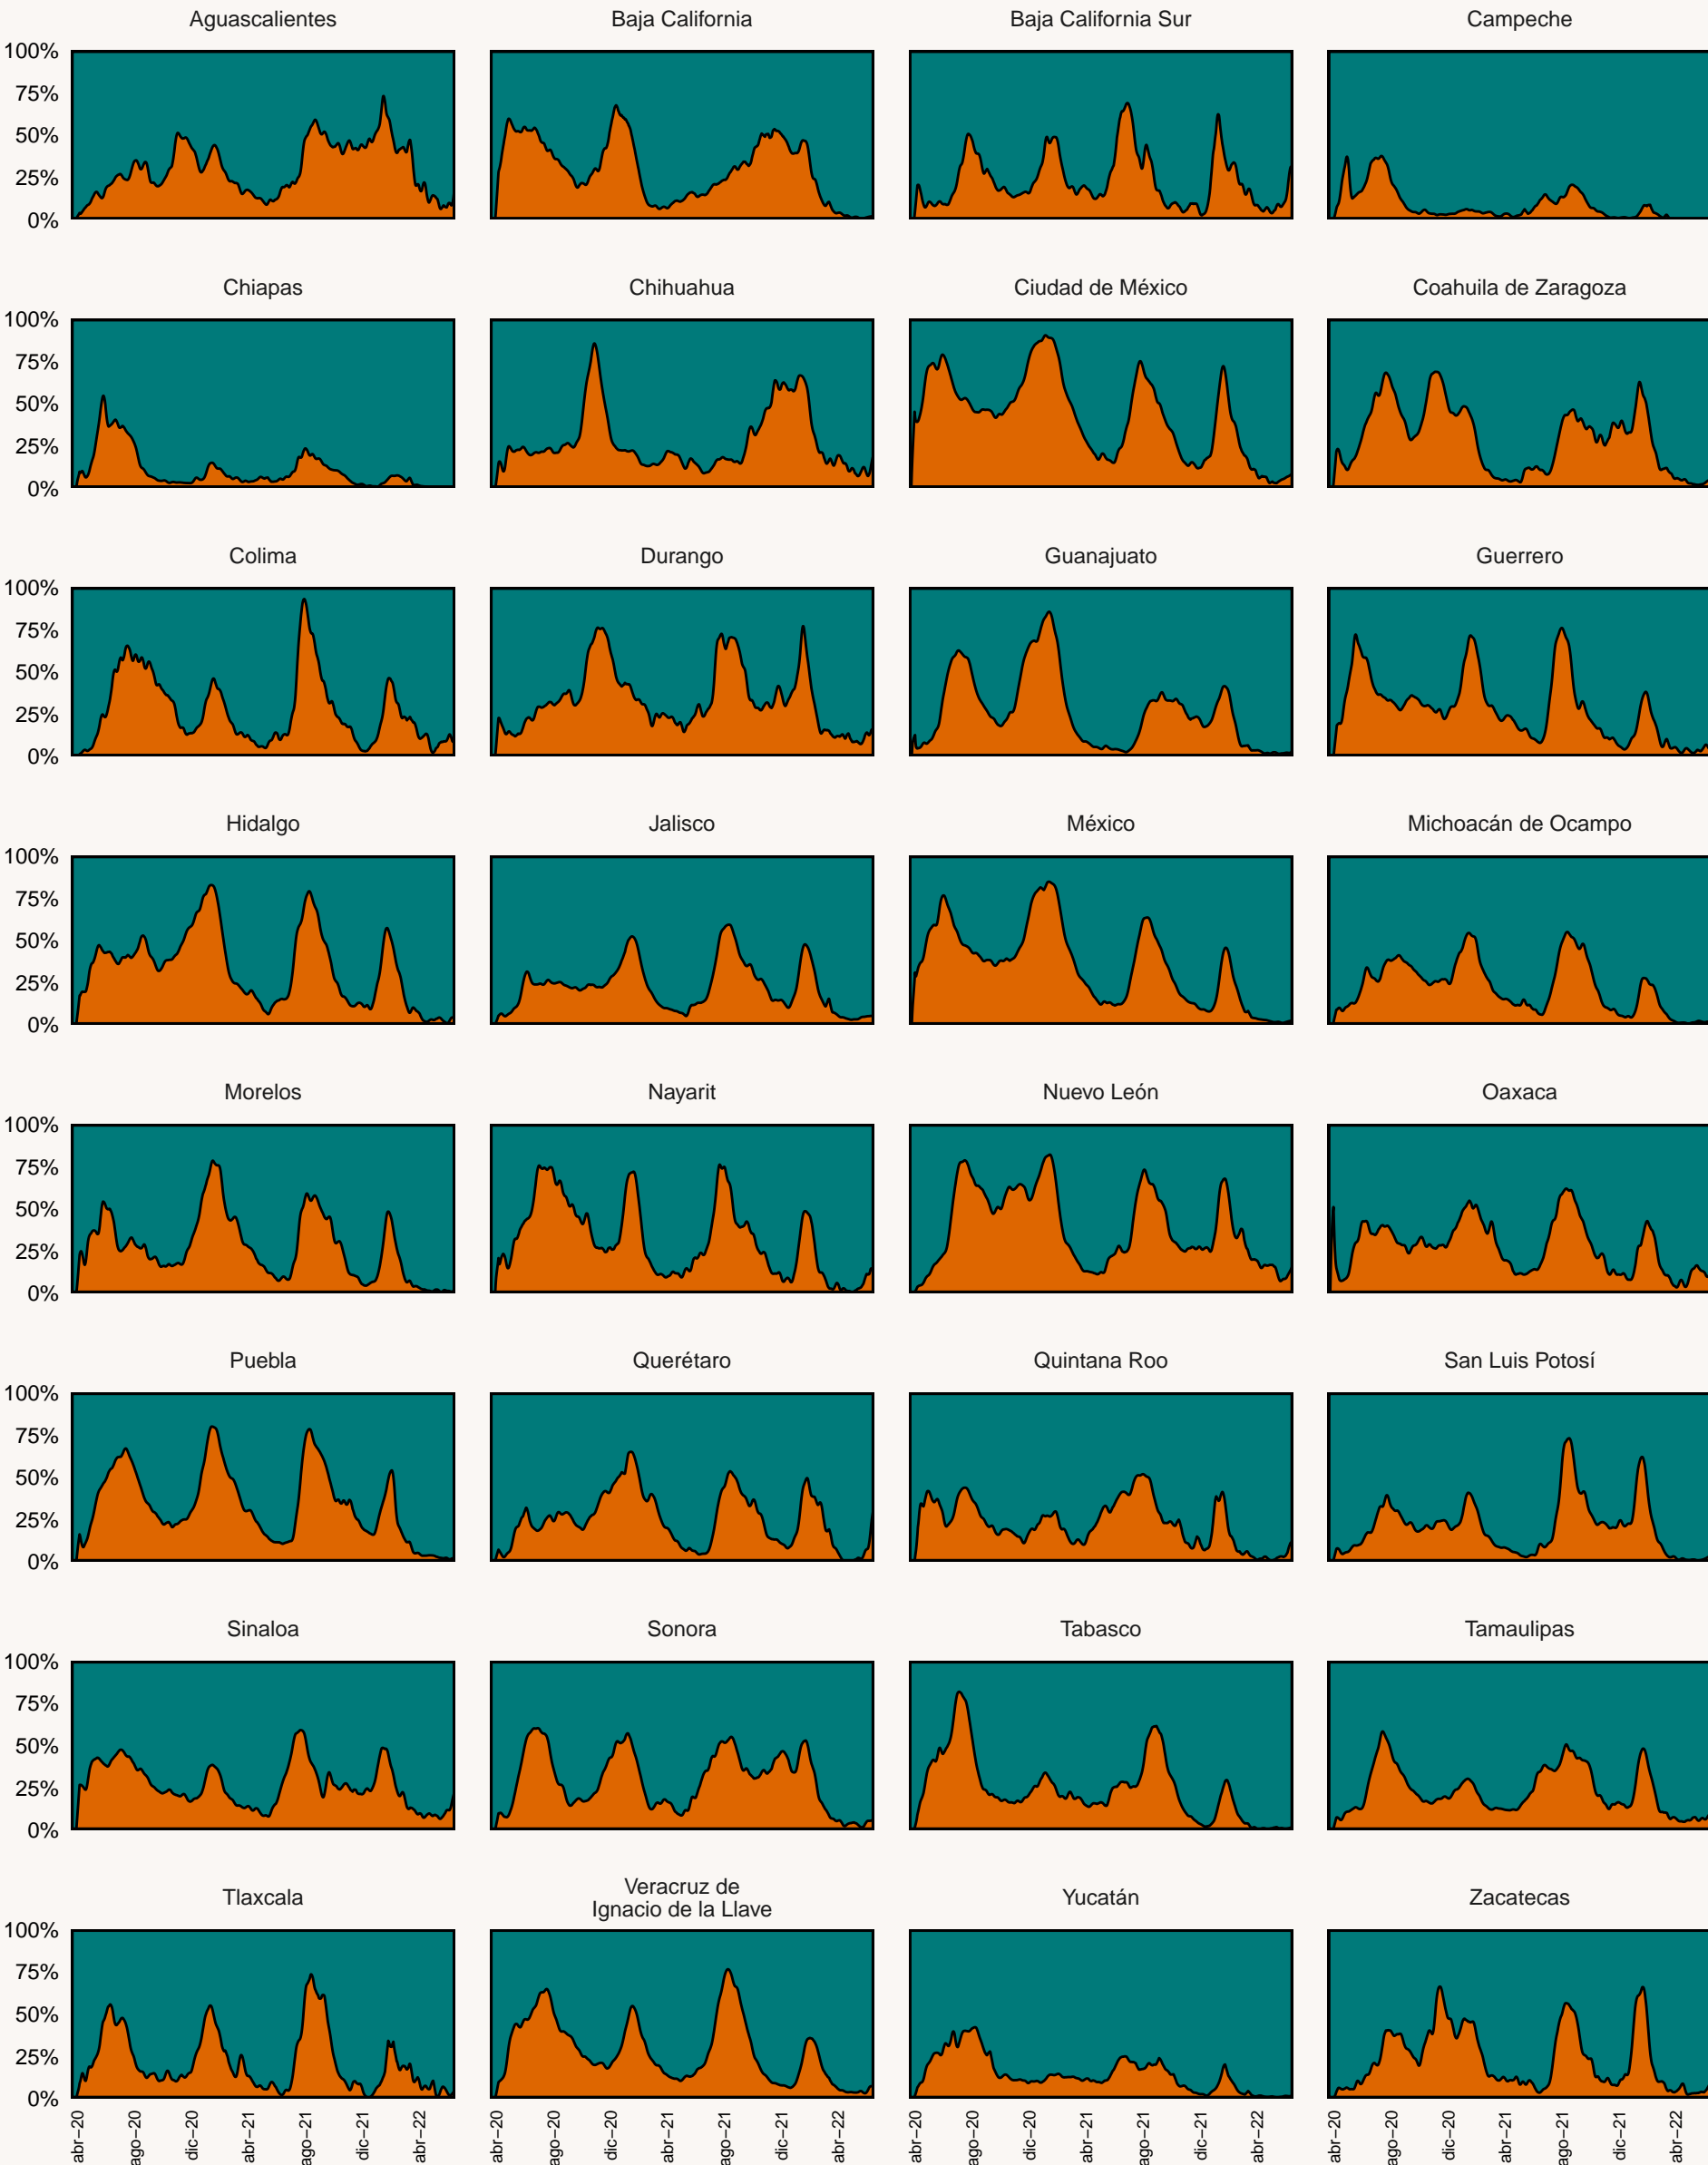 Aguascalientes
Baja California
Baja California Sur
Campeche
100%
75%
50%
25%
0%
Chiapas
Chihuahua
Ciudad de México
Coahuila de Zaragoza
100%
75%
50%
25%
0%
Colima
Durango
Guanajuato
Guerrero
100%
75%
50%
25%
0%
Hidalgo
Jalisco
México
Michoacán de Ocampo
100%
75%
50%
25%
0%
Morelos
Nayarit
Nuevo León
Oaxaca
100%
75%
50%
25%
0%
Puebla
Querétaro
Quintana Roo
San Luis Potosí
100%
75%
50%
25%
0%
Sinaloa
Sonora
Tabasco
Tamaulipas
100%
75%
50%
25%
0%
Tlaxcala
Veracruz de
Ignacio de la Llave
Yucatán
Zacatecas
100%
75%
50%
25%
0%
abr−20
ago−20
dic−20
abr−21
ago−21
dic−21
abr−22
abr−20
ago−20
dic−20
abr−21
ago−21
dic−21
abr−22
abr−20
ago−20
dic−20
abr−21
ago−21
dic−21
abr−22
abr−20
ago−20
dic−20
abr−21
ago−21
dic−21
abr−22